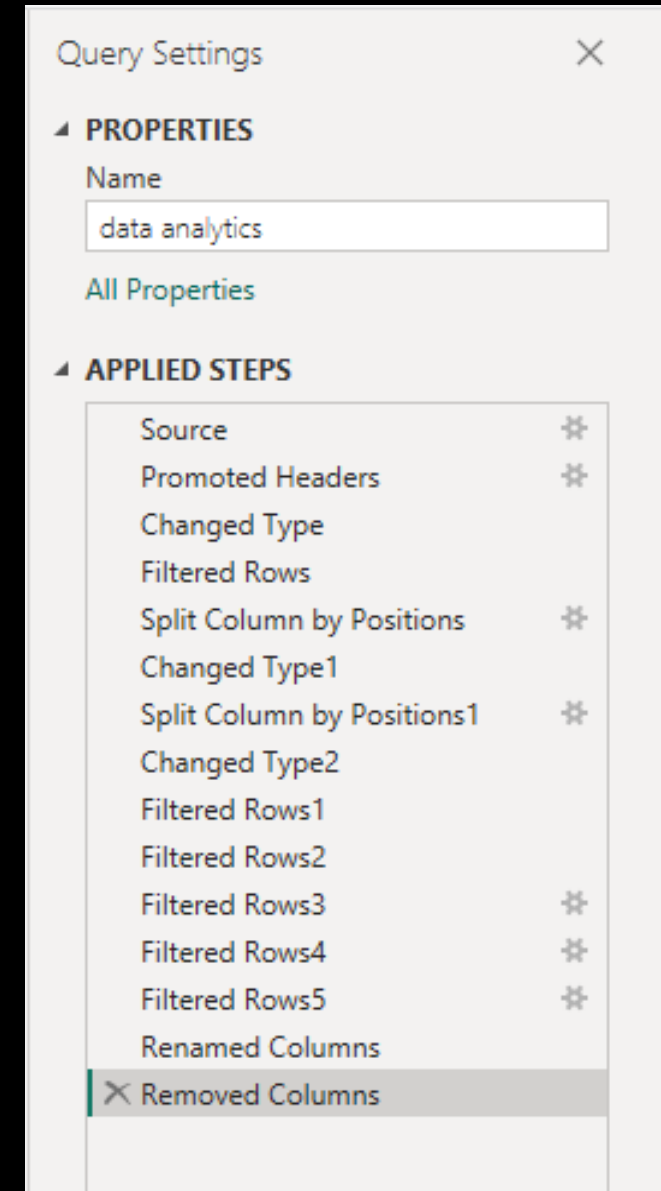 Query Settings
PROPERTIES
Name
data analytics
All Properties
APPLIED STEPS
Source
Promoted Headers
Changed Type
Filtered Rows
Split Column by Positions
Changed Type1
Split Column by Positions1
Changed Type2
Filtered Rows1
Filtered Rows2
Filtered Rows3
Filtered Rows4
Filtered Rows5
Renamed Columns
Removed Columns